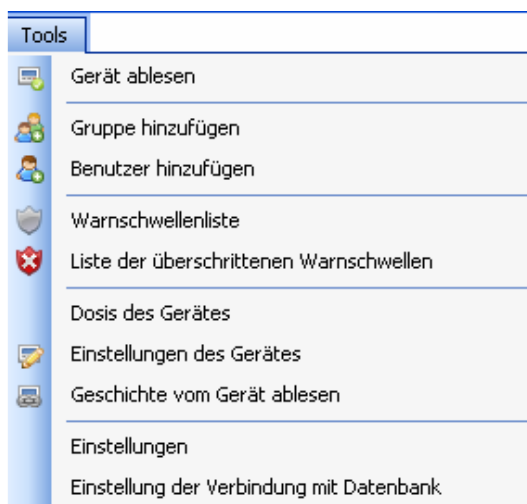 Tools
Gerät ablesen
Gruppe hinzufügen
Benutzer hinzufügen
Warnschwellenliste
Liste der überschrittenen Warnschwellen
Dosis des Gerätes
Einstellungen des Gerätes
Geschichte vom Gerät ablesen
Einstellungen
Einstellung der Verbindung mit Datenbank